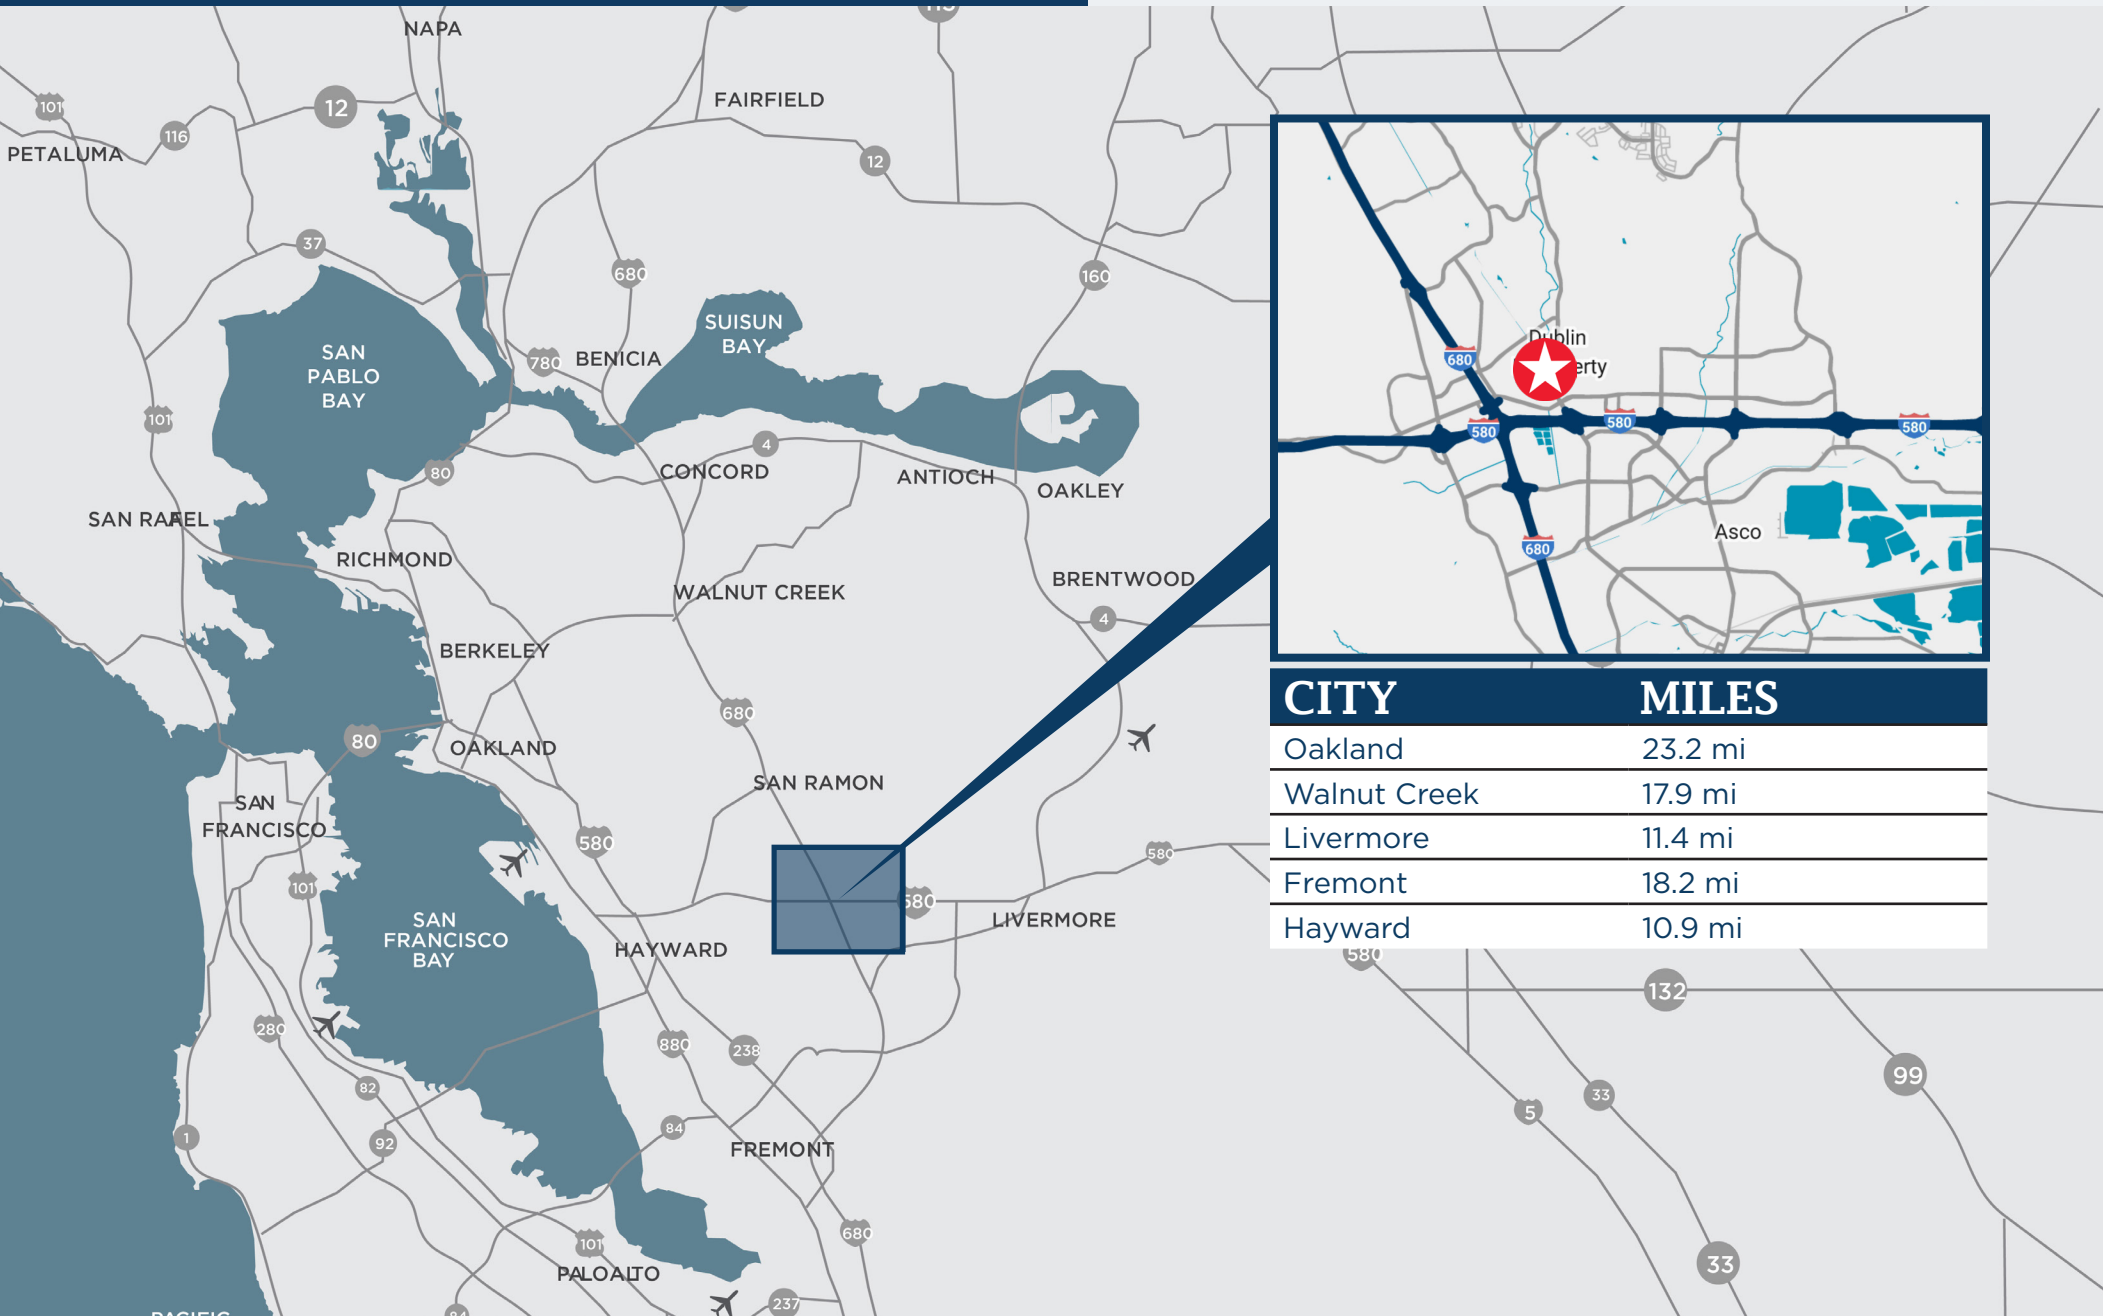 NAPA
FAIRFIELD
101
12
116
PETALUMA
12
37
680
160
SUISUN
BAY
SAN
PABLO
BAY
780
BENICIA
101
4
80
CONCORD
ANTIOCH
OAKLEY
SAN RAFAEL
RICHMOND
WALNUT CREEK
BRENTWOOD
4
BERKELEY
680
80
OAKLAND
SAN RAMON
SAN
FRANCISCO
580
580
101
580
LIVERMORE
SAN
FRANCISCO
BAY
HAYWARD
280
880
238
82
84
1
92
FREMONT
680
101
PALO ALTO
237
84
Dublin
erty
680
580
580
580
680
Asco
CITY MILES
Oakland 23.2 mi
Walnut Creek 17.9 mi
Livermore 11.4 mi
Fremont 18.2 mi
Hayward 10.9 mi
580
132
99
33
5
33